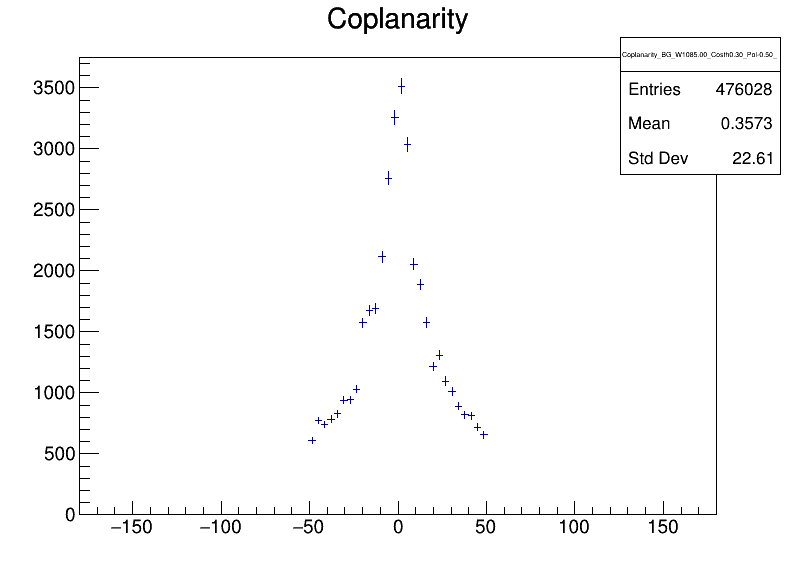 Coplanarity
Coplanarity_BG_W1085.00_Costh0.30_Pol-0.50_
Entries 476028
Mean 0.3573
Std Dev 22.61
3500
3000
2500
2000
1500
1000
500
0
−150 −100 −50 0 50 100 150